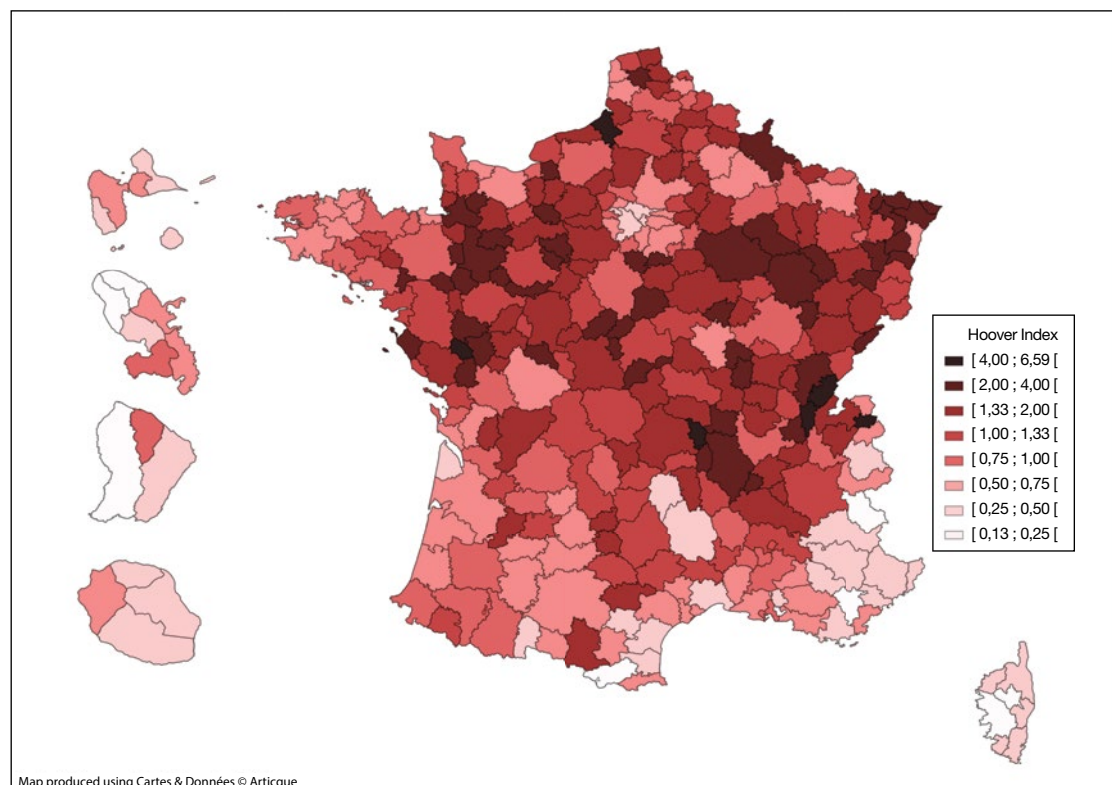 Hoover Index
[ 4,00 ; 6,59 [
[ 2,00 ; 4,00 [
[ 1,33 ; 2,00 [
[ 1,00 ; 1,33 [
[ 0,75 ; 1,00 [
[ 0,50 ; 0,75 [
[ 0,25 ; 0,50 [
[ 0,13 ; 0,25 [
Map produced using Cartes & Données © Articque